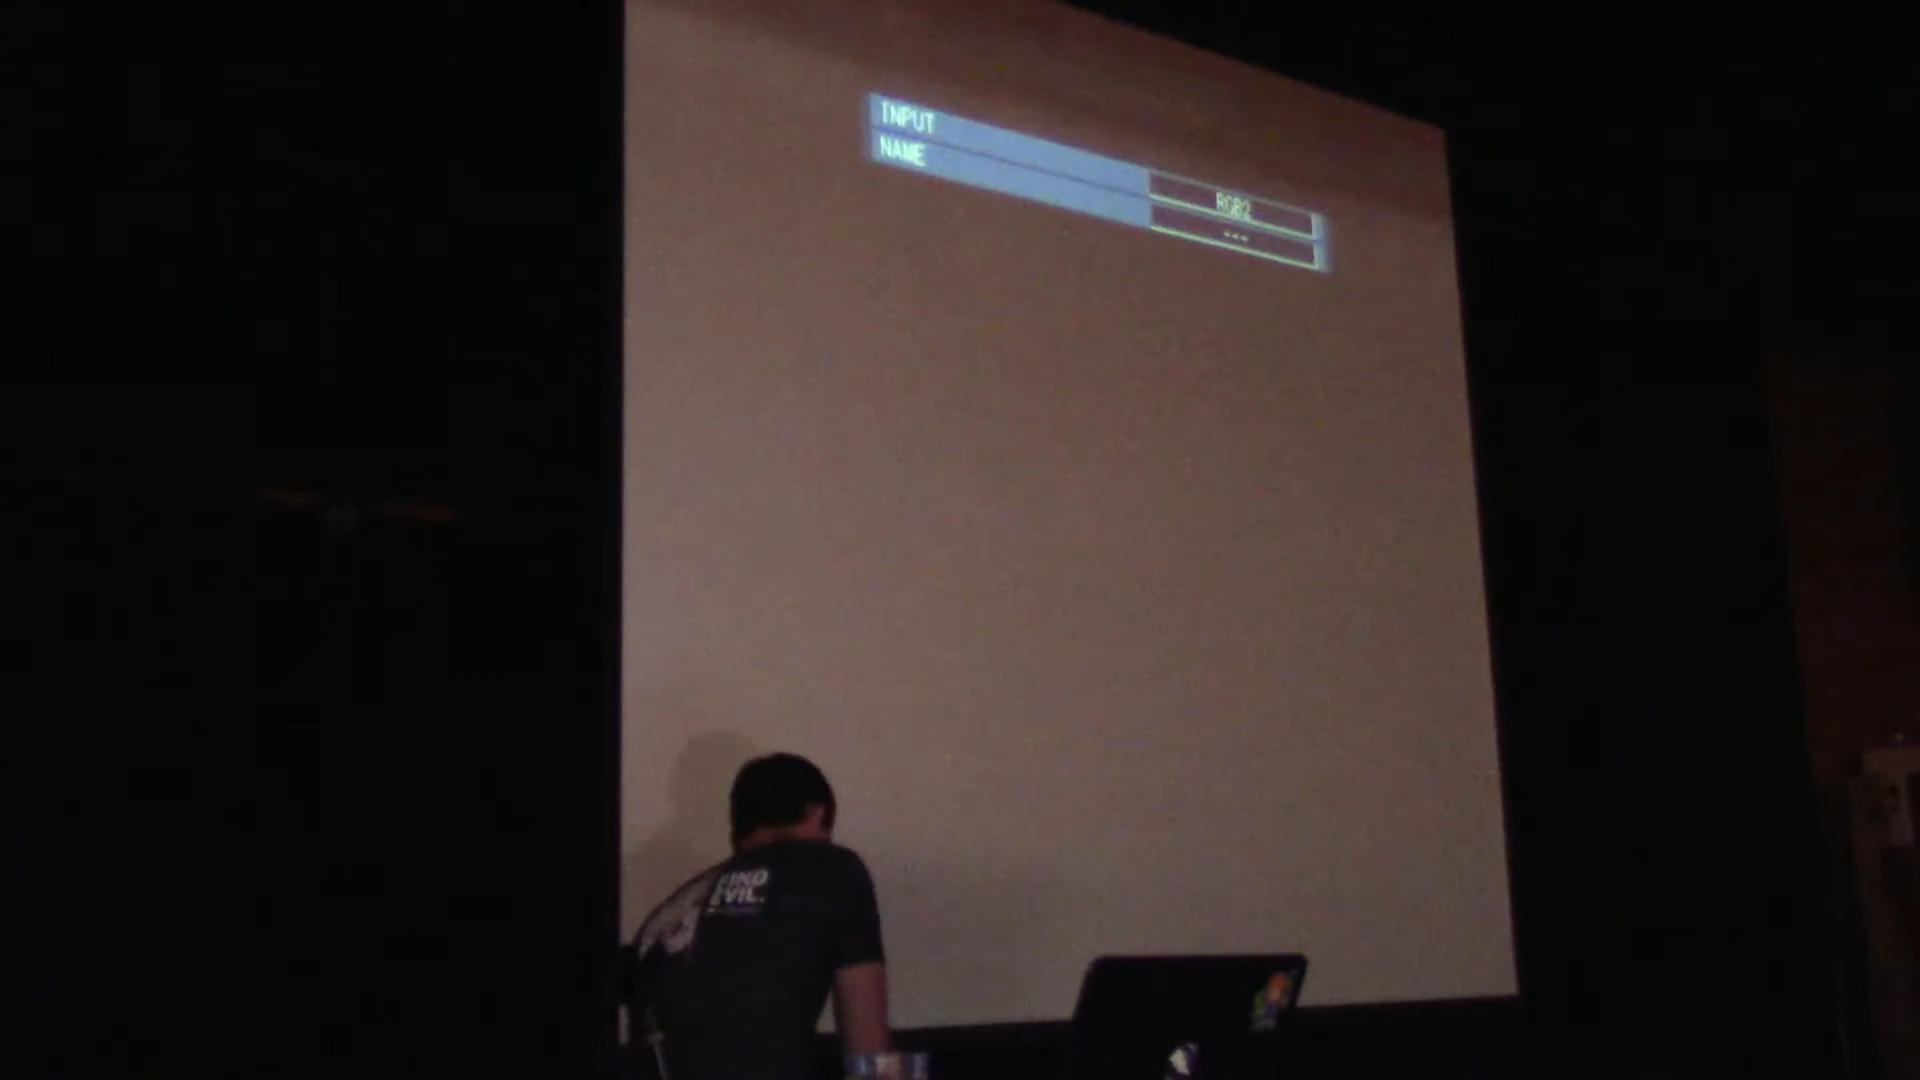 INPUT
RGB2
NAME
---
FIND
EVIL.